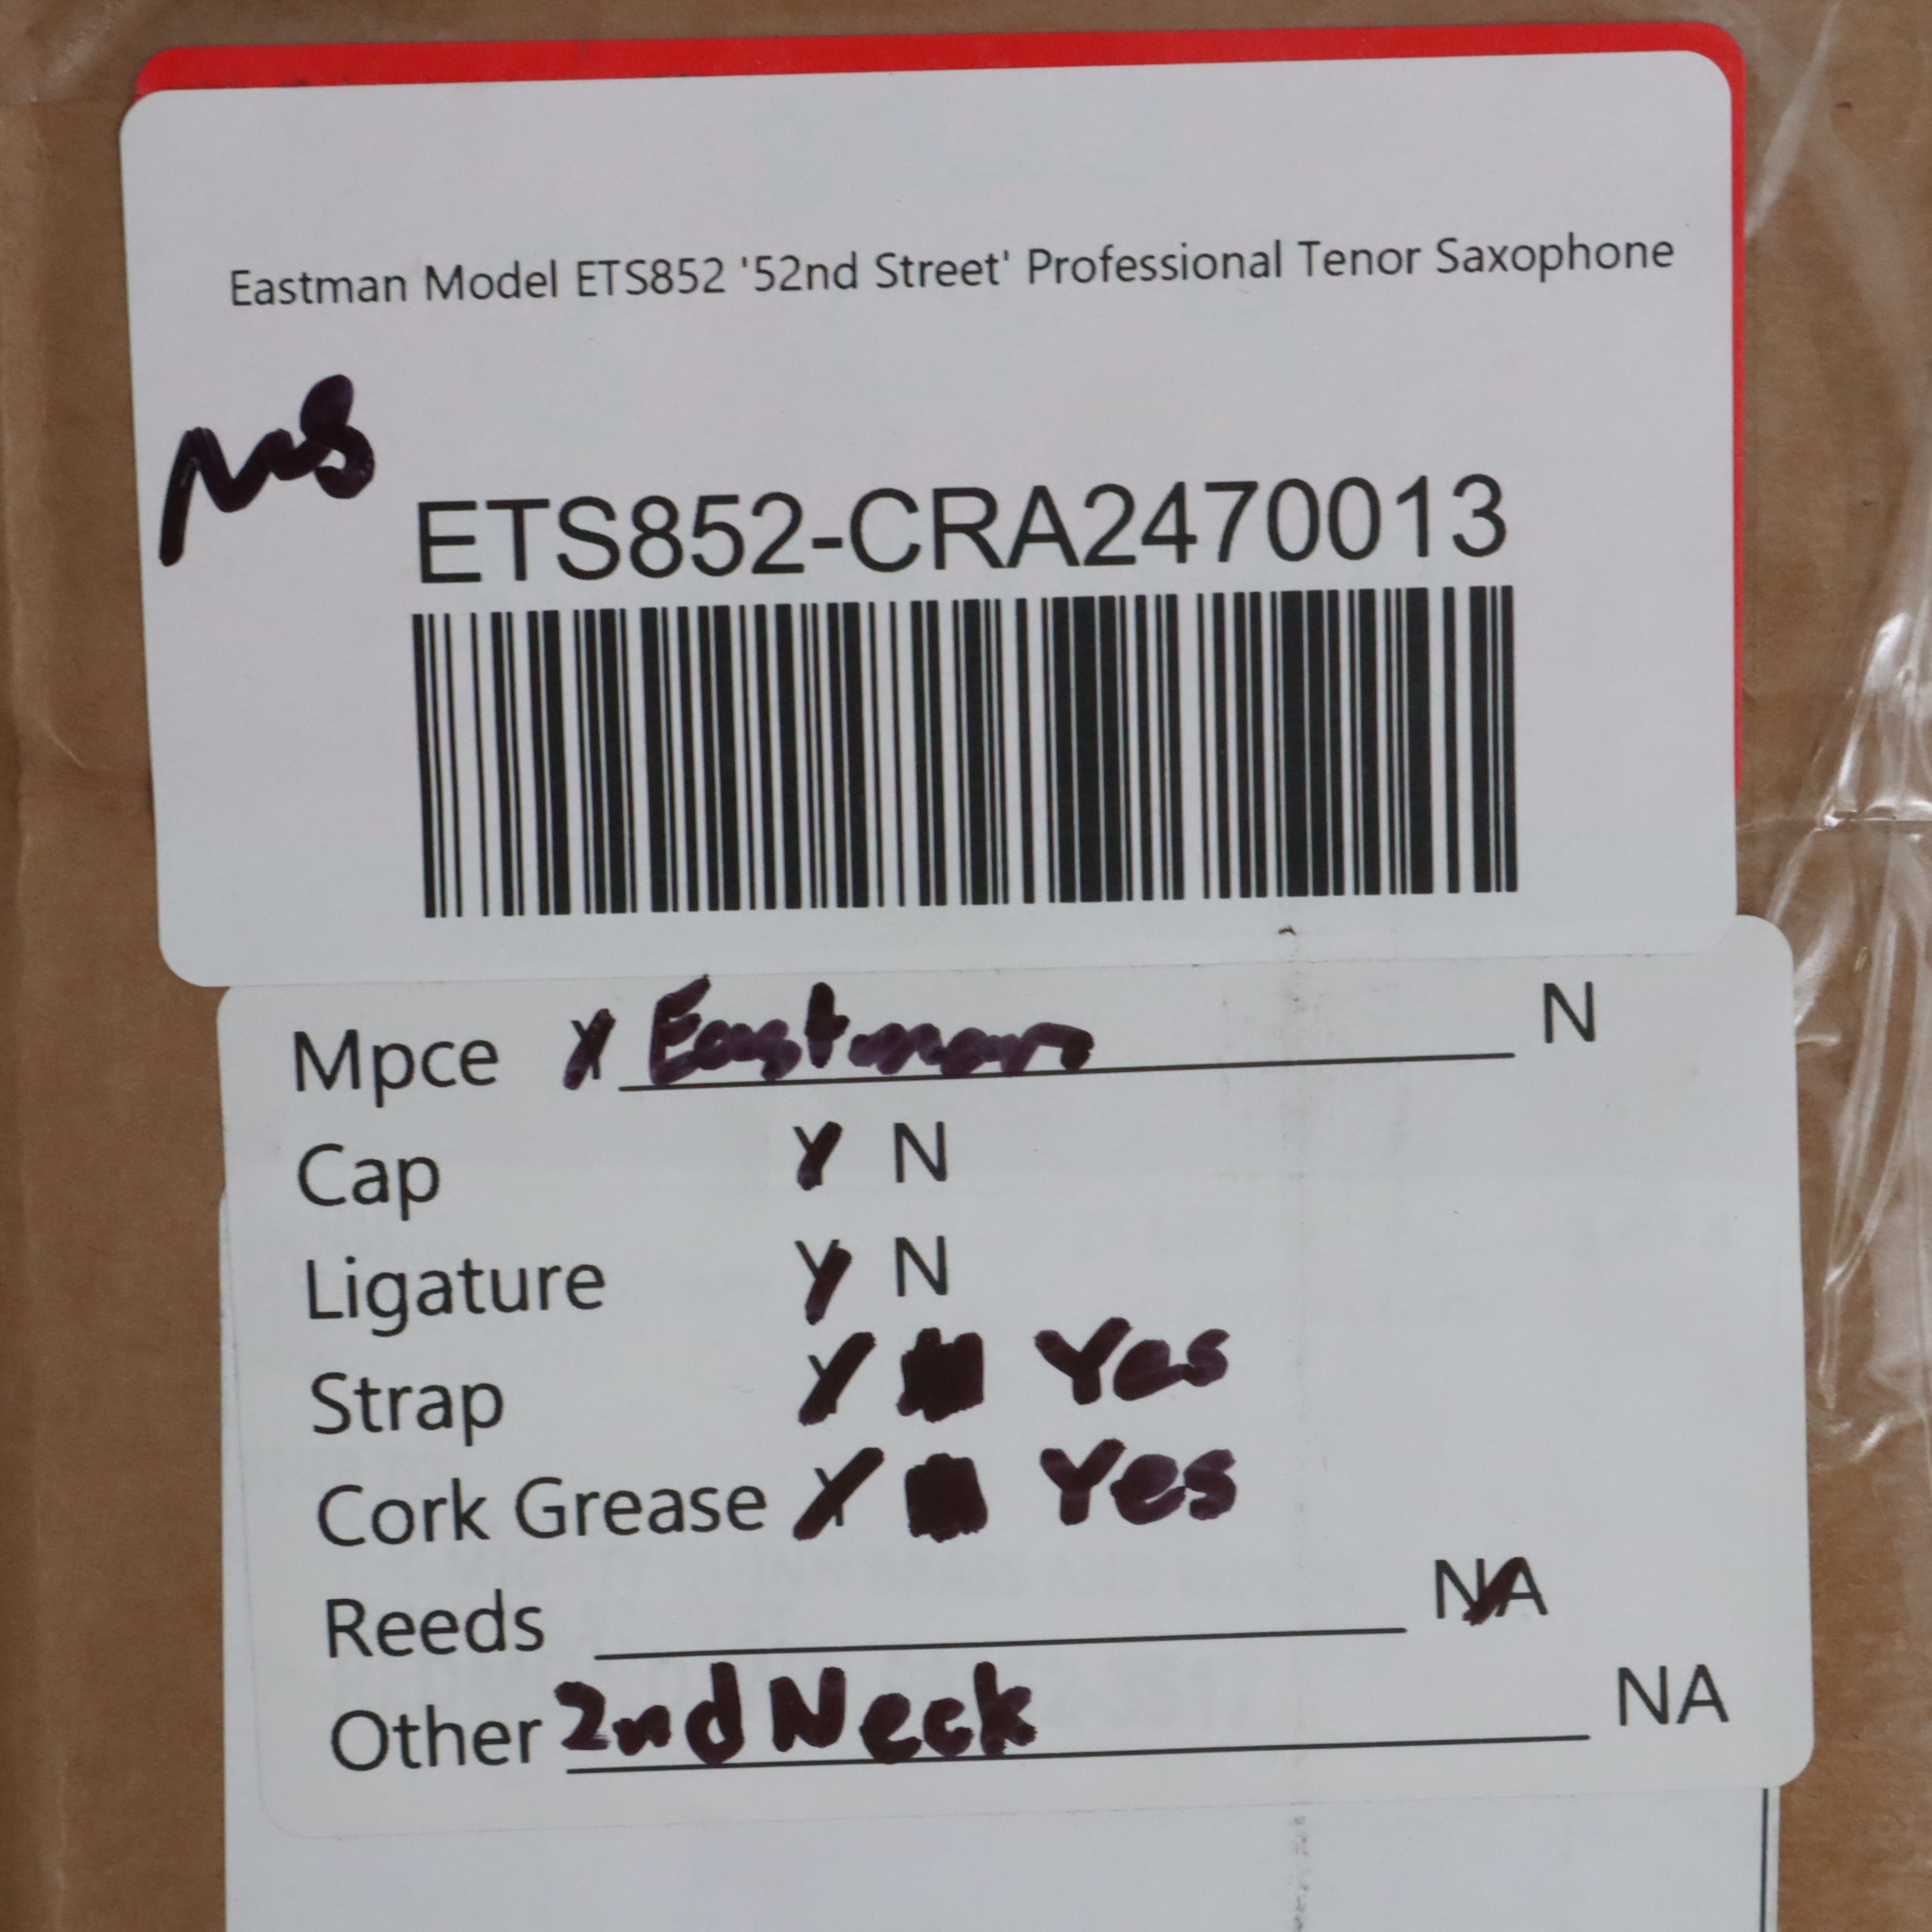 Eastman Model ETS852 '52nd Street' Professional Tenor Saxophone
ETS852-CRA2470013
Mpce Y Eastman N
Cap Y N
Ligature Y N
Strap Y Yes
Cork Grease Y Yes
Reeds NA
Other 2nd Neck NA